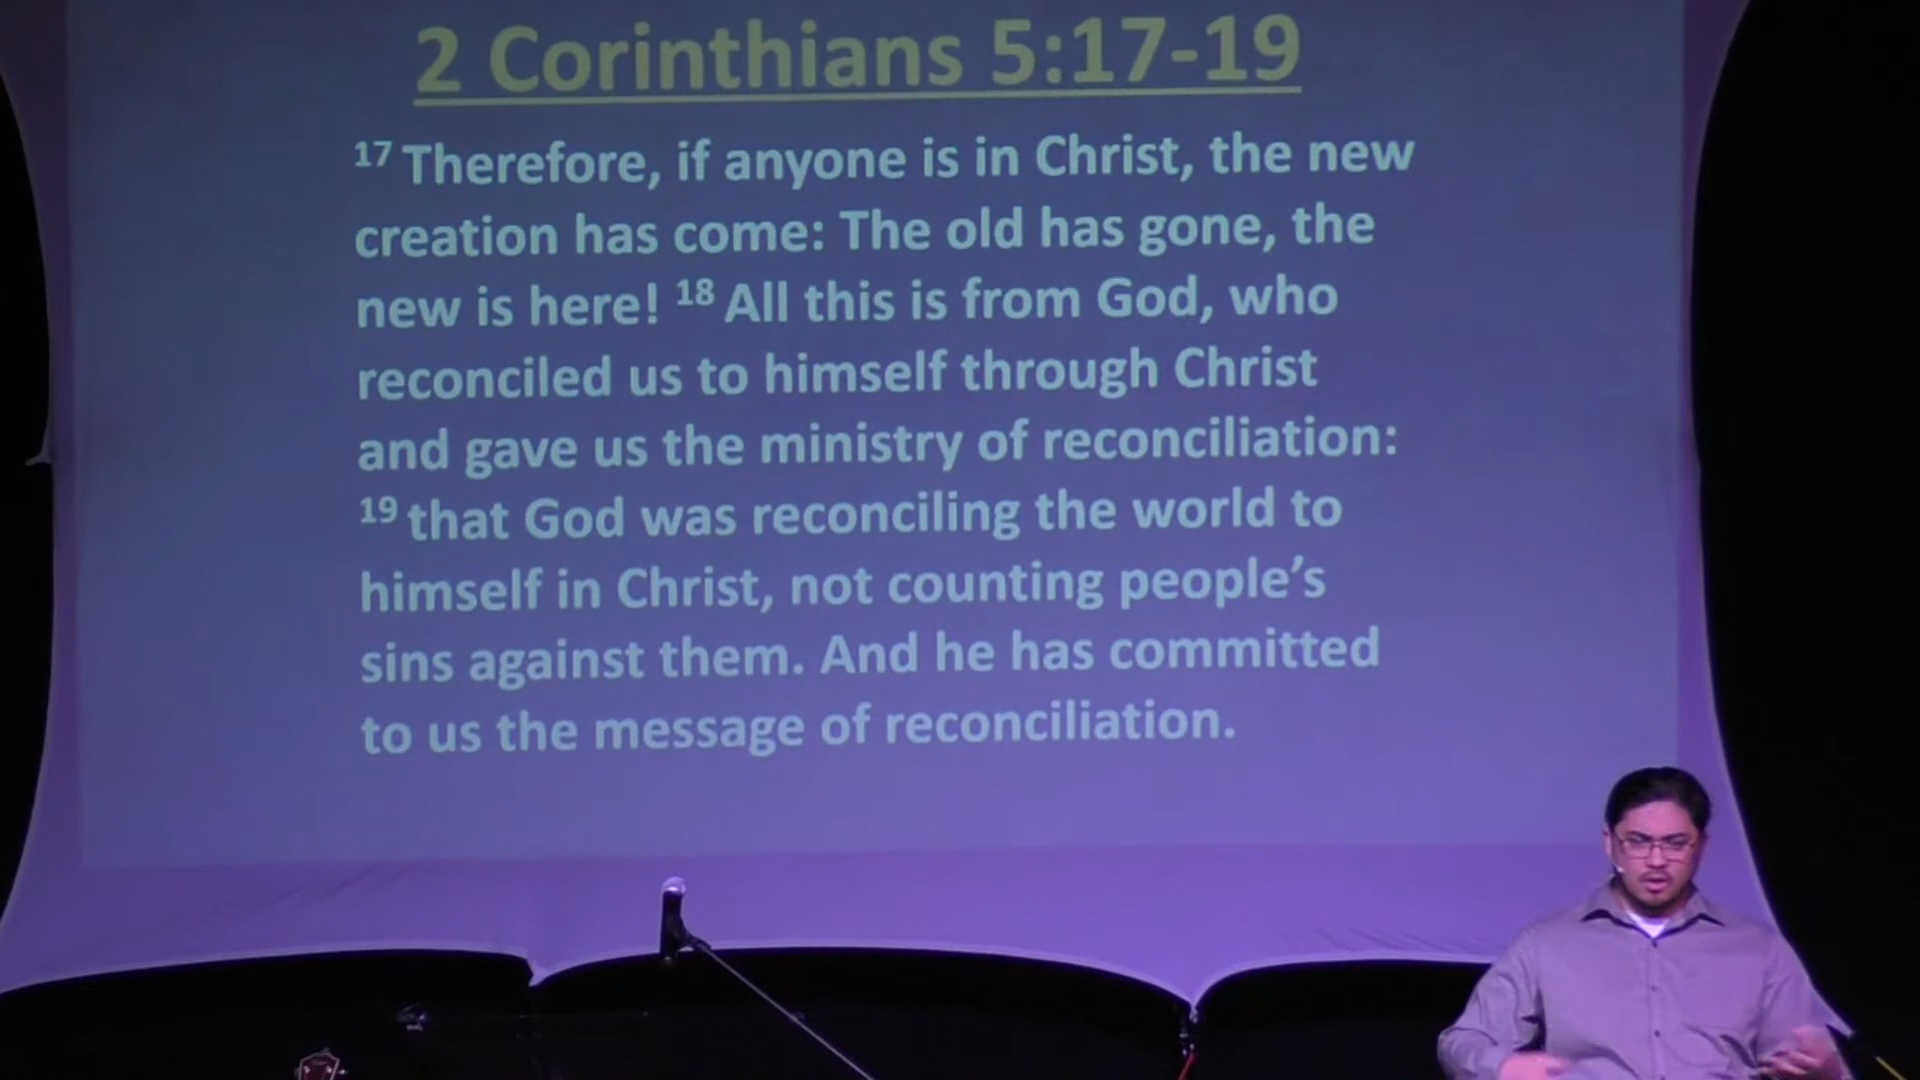 2 Corinthians 5:17-19
17 Therefore, if anyone is in Christ, the new
creation has come: The old has gone, the
new is here! 18 All this is from God, who
reconciled us to himself through Christ
and gave us the ministry of reconciliation:
19 that God was reconciling the world to
himself in Christ, not counting people’s
sins against them. And he has committed
to us the message of reconciliation.